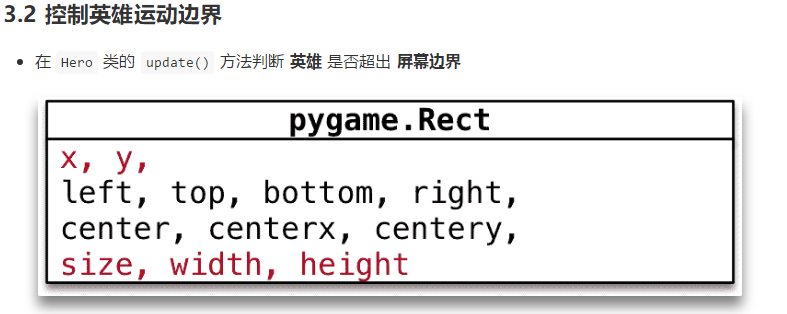 3.2 控制英雄运动边界
在 Hero 类的 update() 方法判断 英雄 是否超出 屏幕边界
pygame.Rect
x, y,
left, top, bottom, right,
center, centerx, centery,
size, width, height